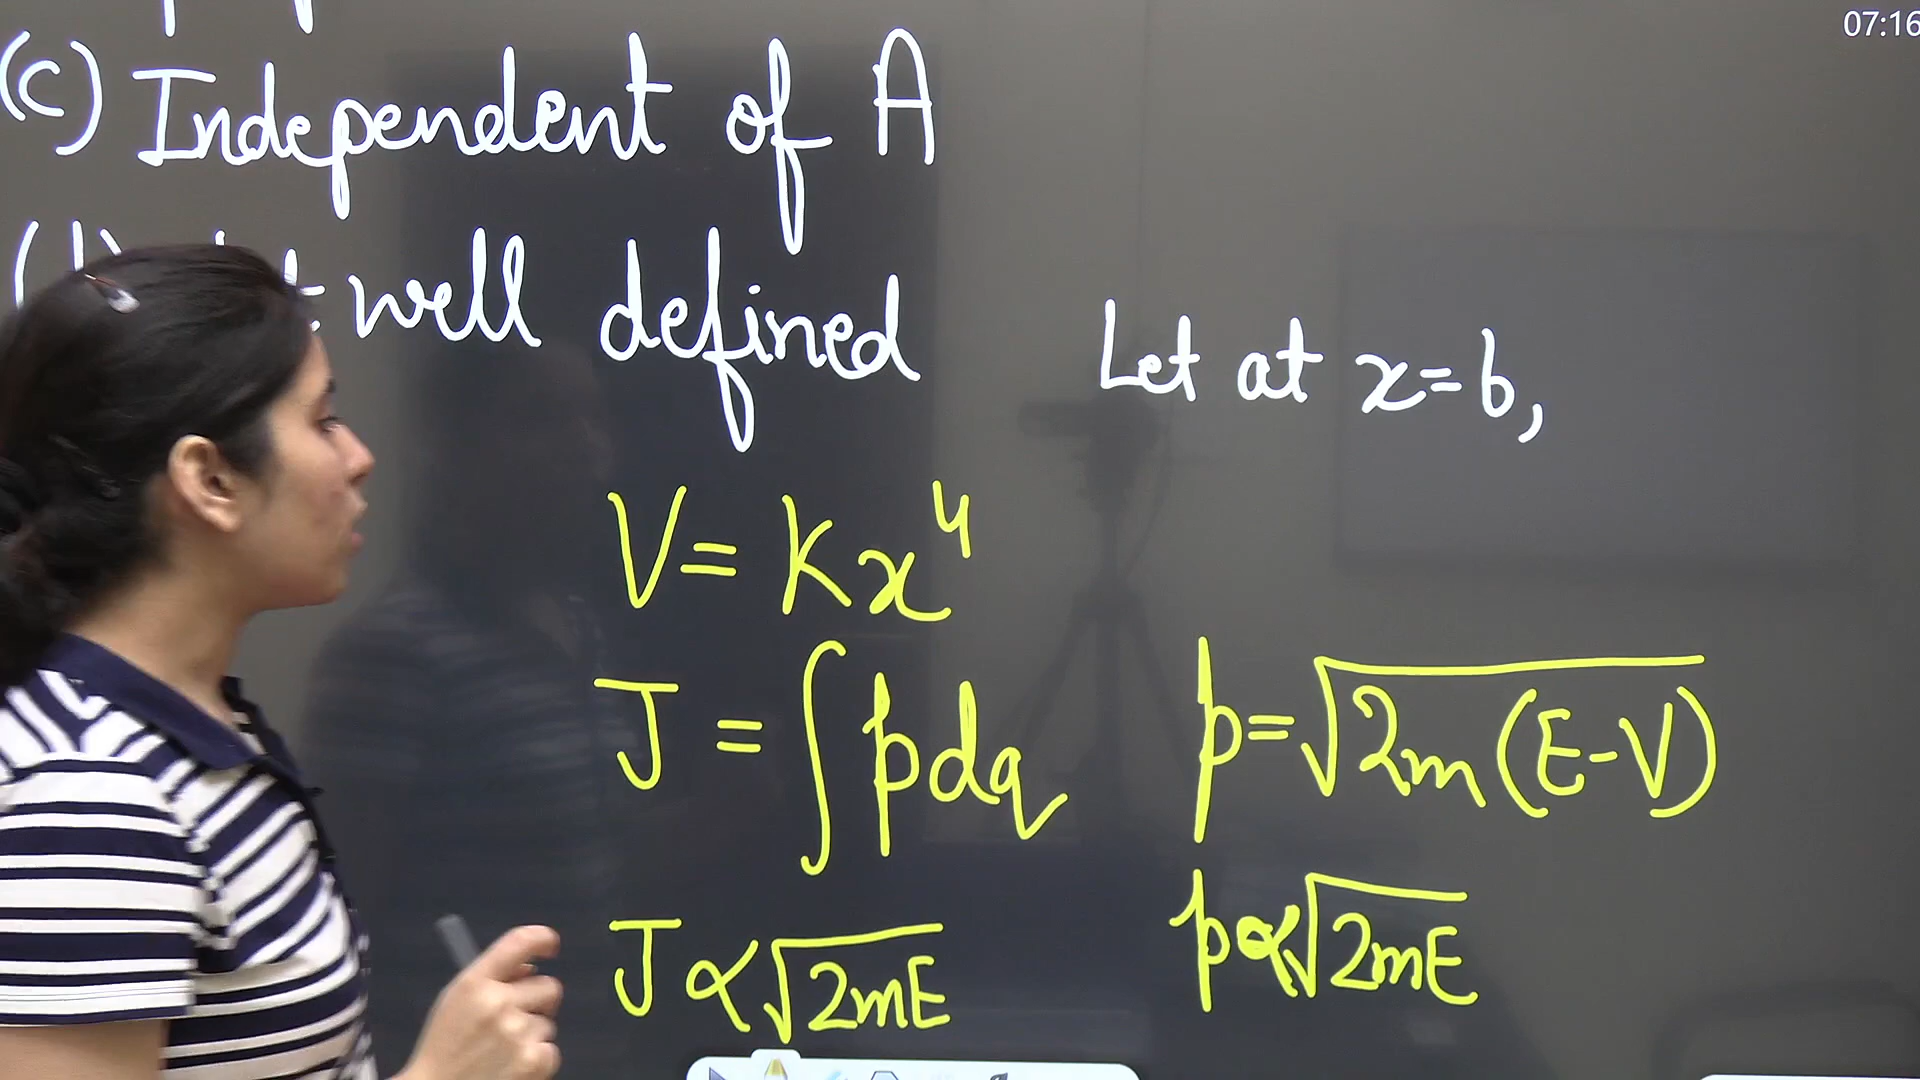 07:16
(c) Independent of A
well defined
Let at x=b,
V= Kx⁴
J = ∫pdq
p=√2m(E-V)
J ∝ √2mE
p∝√2mE